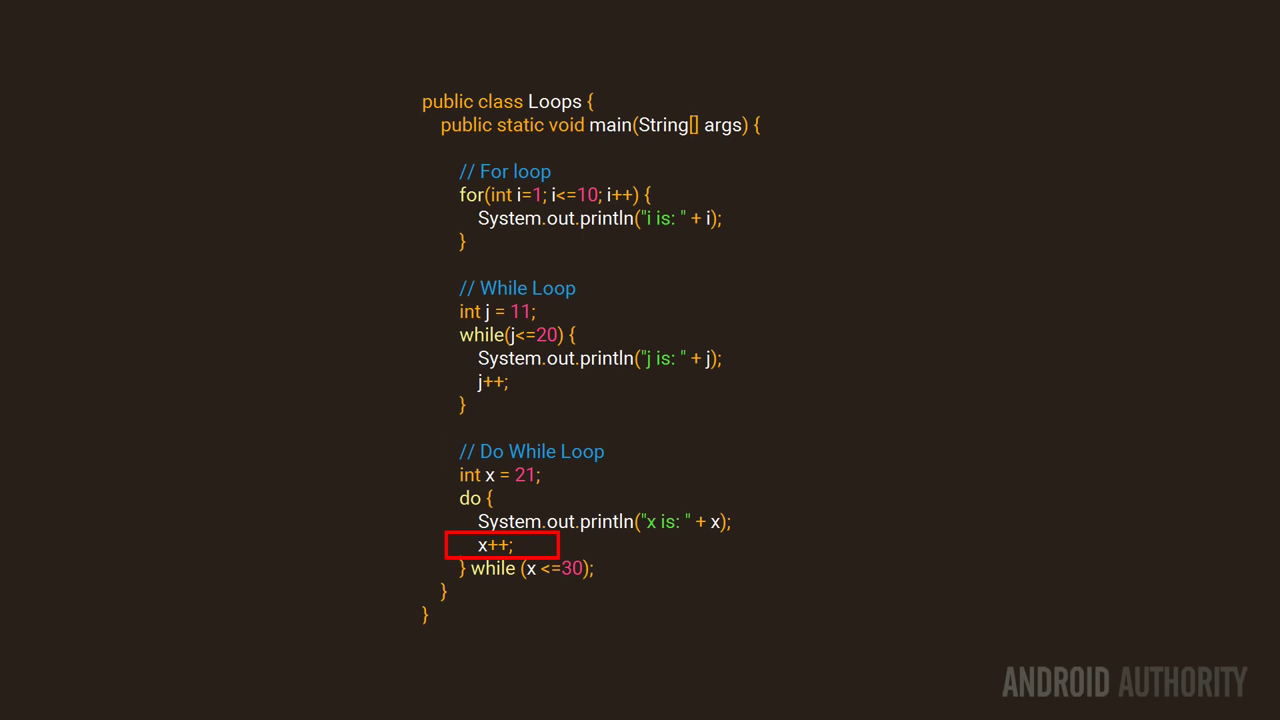 public class Loops {
public static void main(String[] args) {
// For loop
for(int i=1; i<=10; i++) {
System.out.println("i is: " + i);
}
// While Loop
int j = 11;
while(j<=20) {
System.out.println("j is: " + j);
j++;
}
// Do While Loop
int x = 21;
do {
System.out.println("x is: " + x);
x++;
} while (x <=30);
}
}
ANDROID AUTHORITY